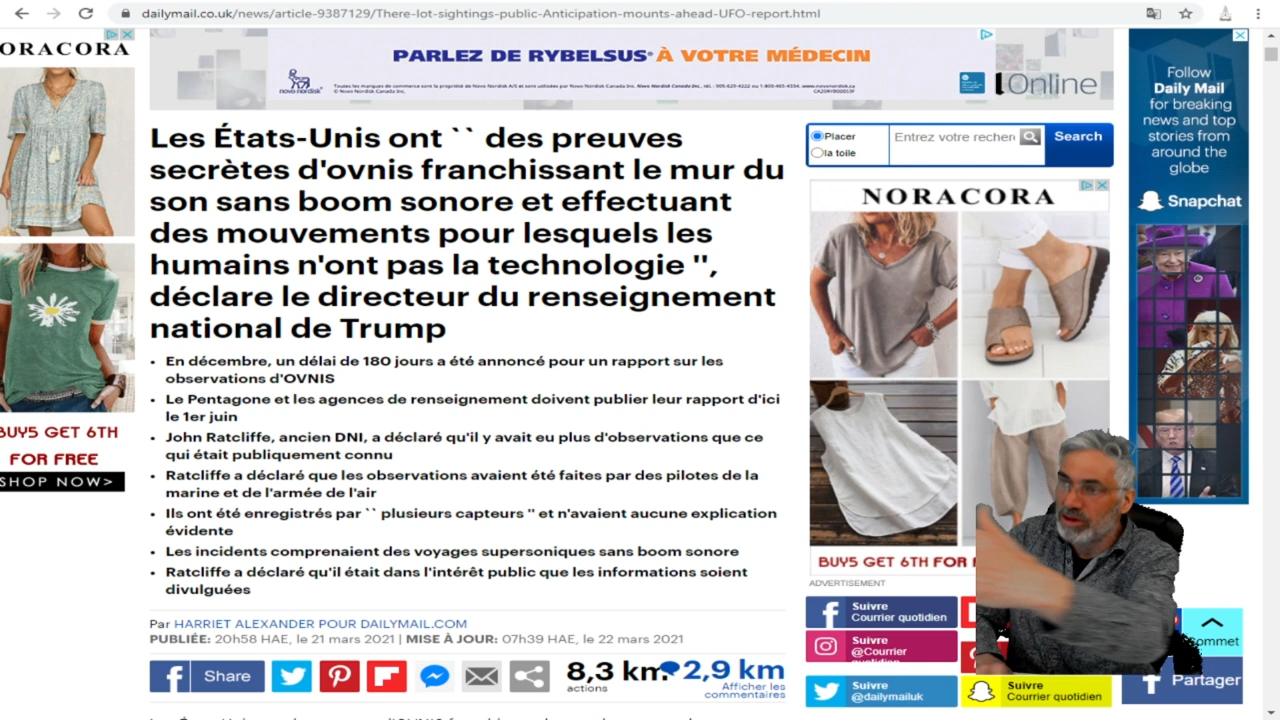 dailymail.co.uk/news/article-9387129/There-lot-sightings-public-Anticipation-mounts-ahead-UFO-report.html
ORACORA
BUY5 GET 6TH
FOR FREE
SHOP NOW>
PARLEZ DE RYBELSUS® À VOTRE MÉDECIN
novo nordisk®
Online
Les États-Unis ont `` des preuves
secrètes d'ovnis franchissant le mur du
son sans boom sonore et effectuant
des mouvements pour lesquels les
humains n'ont pas la technologie '',
déclare le directeur du renseignement
national de Trump
• En décembre, un délai de 180 jours a été annoncé pour un rapport sur les
observations d'OVNIS
• Le Pentagone et les agences de renseignement doivent publier leur rapport d'ici
le 1er juin
• John Ratcliffe, ancien DNI, a déclaré qu'il y avait eu plus d'observations que ce
qui était publiquement connu
• Ratcliffe a déclaré que les observations avaient été faites par des pilotes de la
marine et de l'armée de l'air
• Ils ont été enregistrés par `` plusieurs capteurs '' et n'avaient aucune explication
évidente
• Les incidents comprenaient des voyages supersoniques sans boom sonore
• Ratcliffe a déclaré qu'il était dans l'intérêt public que les informations soient
divulguées
Par HARRIET ALEXANDER POUR DAILYMAIL.COM
PUBLIÉE: 20h58 HAE, le 21 mars 2021 | MISE À JOUR: 07h39 HAE, le 22 mars 2021
Share
8,3 km
actions
2,9 km
Afficher les
commentaires
Placer
la toile
Entrez votre recher
Search
NORACORA
BUY5 GET 6TH FOR
ADVERTISEMENT
Suivre
Courrier quotidien
Suivre
@Courrier
quotidien
Suivre
@dailymailuk
Suivre
Courrier quotidien
Commet
Partager
Follow
Daily Mail
for breaking
news and top
stories from
around the
globe
Snapchat